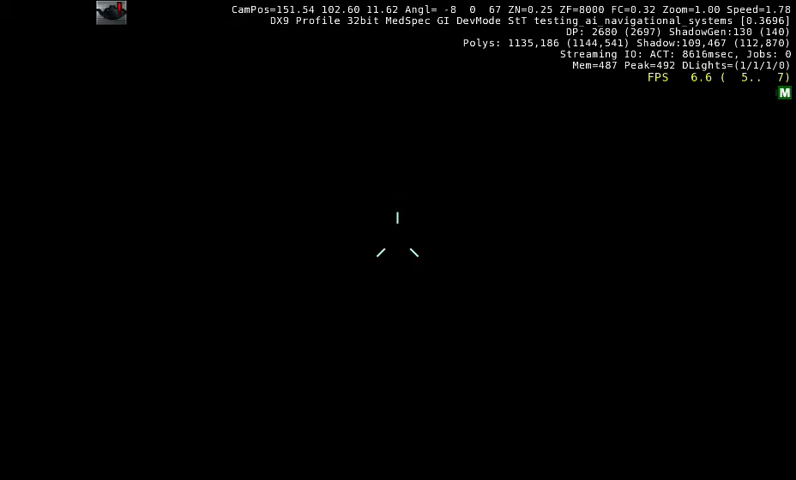 CamPos=151.54 102.60 11.62 Angl= -8 0 67 ZN=0.25 ZF=8000 FC=0.32 Zoom=1.00 Speed=1.78
DX9 Profile 32bit MedSpec GI DevMode StT testing_ai_navigational_systems [0.3696]
DP: 2680 (2697) ShadowGen:130 (140)
Polys: 1135,186 (1144,541) Shadow:109,467 (112,870)
Streaming IO: ACT: 8616msec, Jobs: 0
Mem=487 Peak=492 DLights=(1/1/1/0)
FPS 6.6 ( 5.. 7)
M